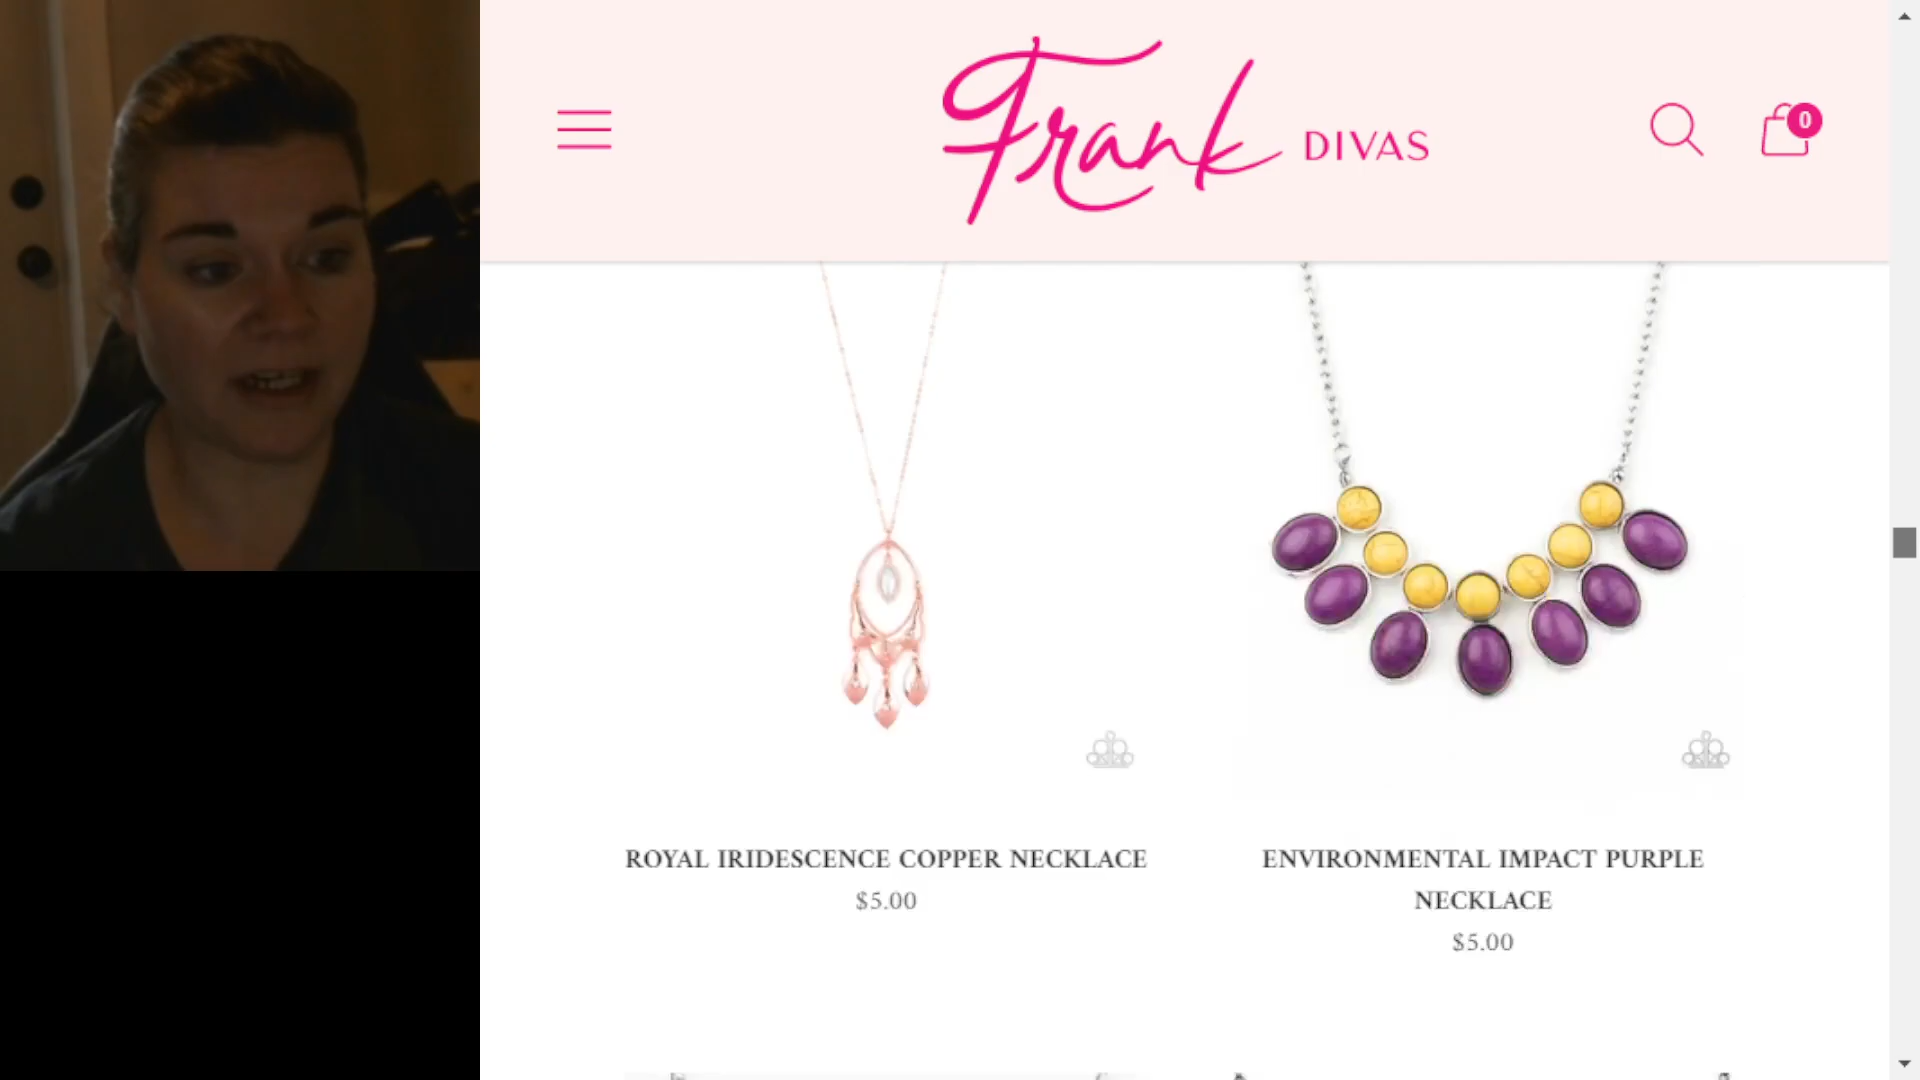 Frank DIVAS
0
ROYAL IRIDESCENCE COPPER NECKLACE
$5.00
ENVIRONMENTAL IMPACT PURPLE
NECKLACE
$5.00